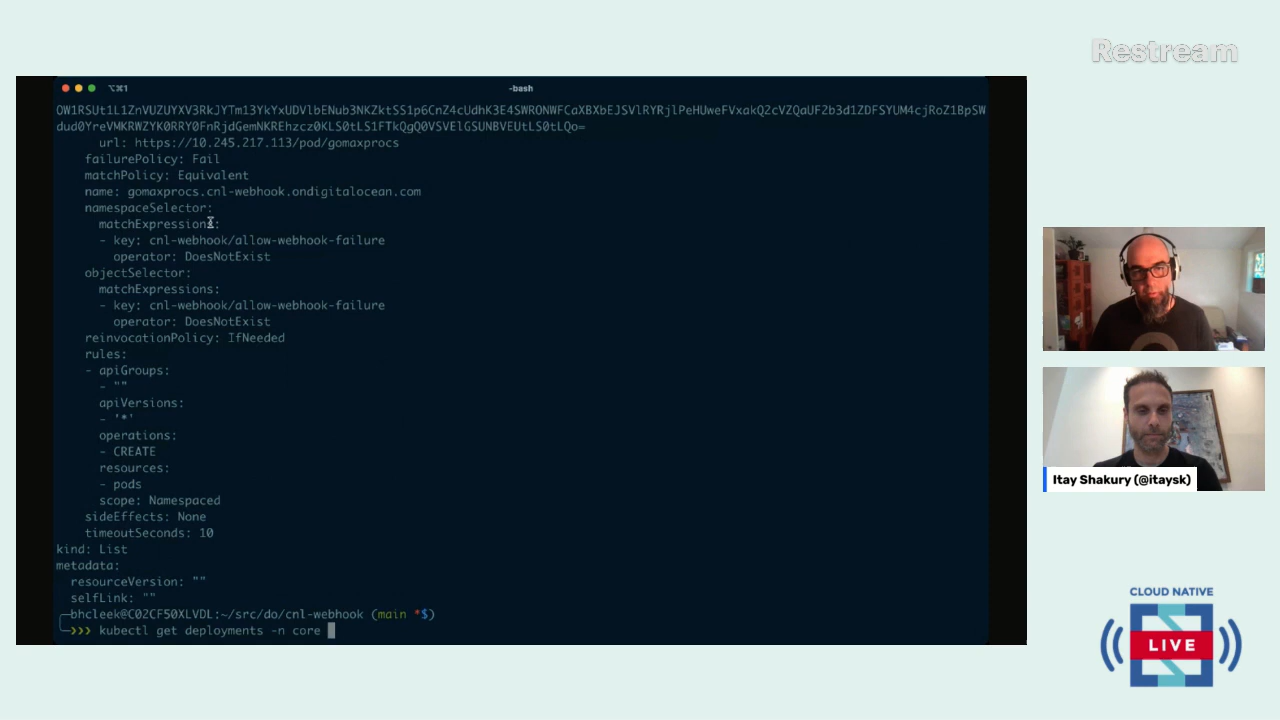 Restream
⌥⌘1
-bash
url: https://10.245.217.113/pod/gomaxprocs
failurePolicy: Fail
matchPolicy: Equivalent
name: gomaxprocs.cnl-webhook.ondigitalocean.com
namespaceSelector:
matchExpressions:
- key: cnl-webhook/allow-webhook-failure
operator: DoesNotExist
objectSelector:
matchExpressions:
- key: cnl-webhook/allow-webhook-failure
operator: DoesNotExist
reinvocationPolicy: IfNeeded
rules:
- apiGroups:
- ""
apiVersions:
- '*'
operations:
- CREATE
resources:
- pods
scope: Namespaced
sideEffects: None
timeoutSeconds: 10
kind: List
metadata:
resourceVersion: ""
selfLink: ""
bhcleek@C02CF50XLVDL:~/src/do/cnl-webhook (main *$)
>>> kubectl get deployments -n core
Itay Shakury (@itaysk)
CLOUD NATIVE
LIVE